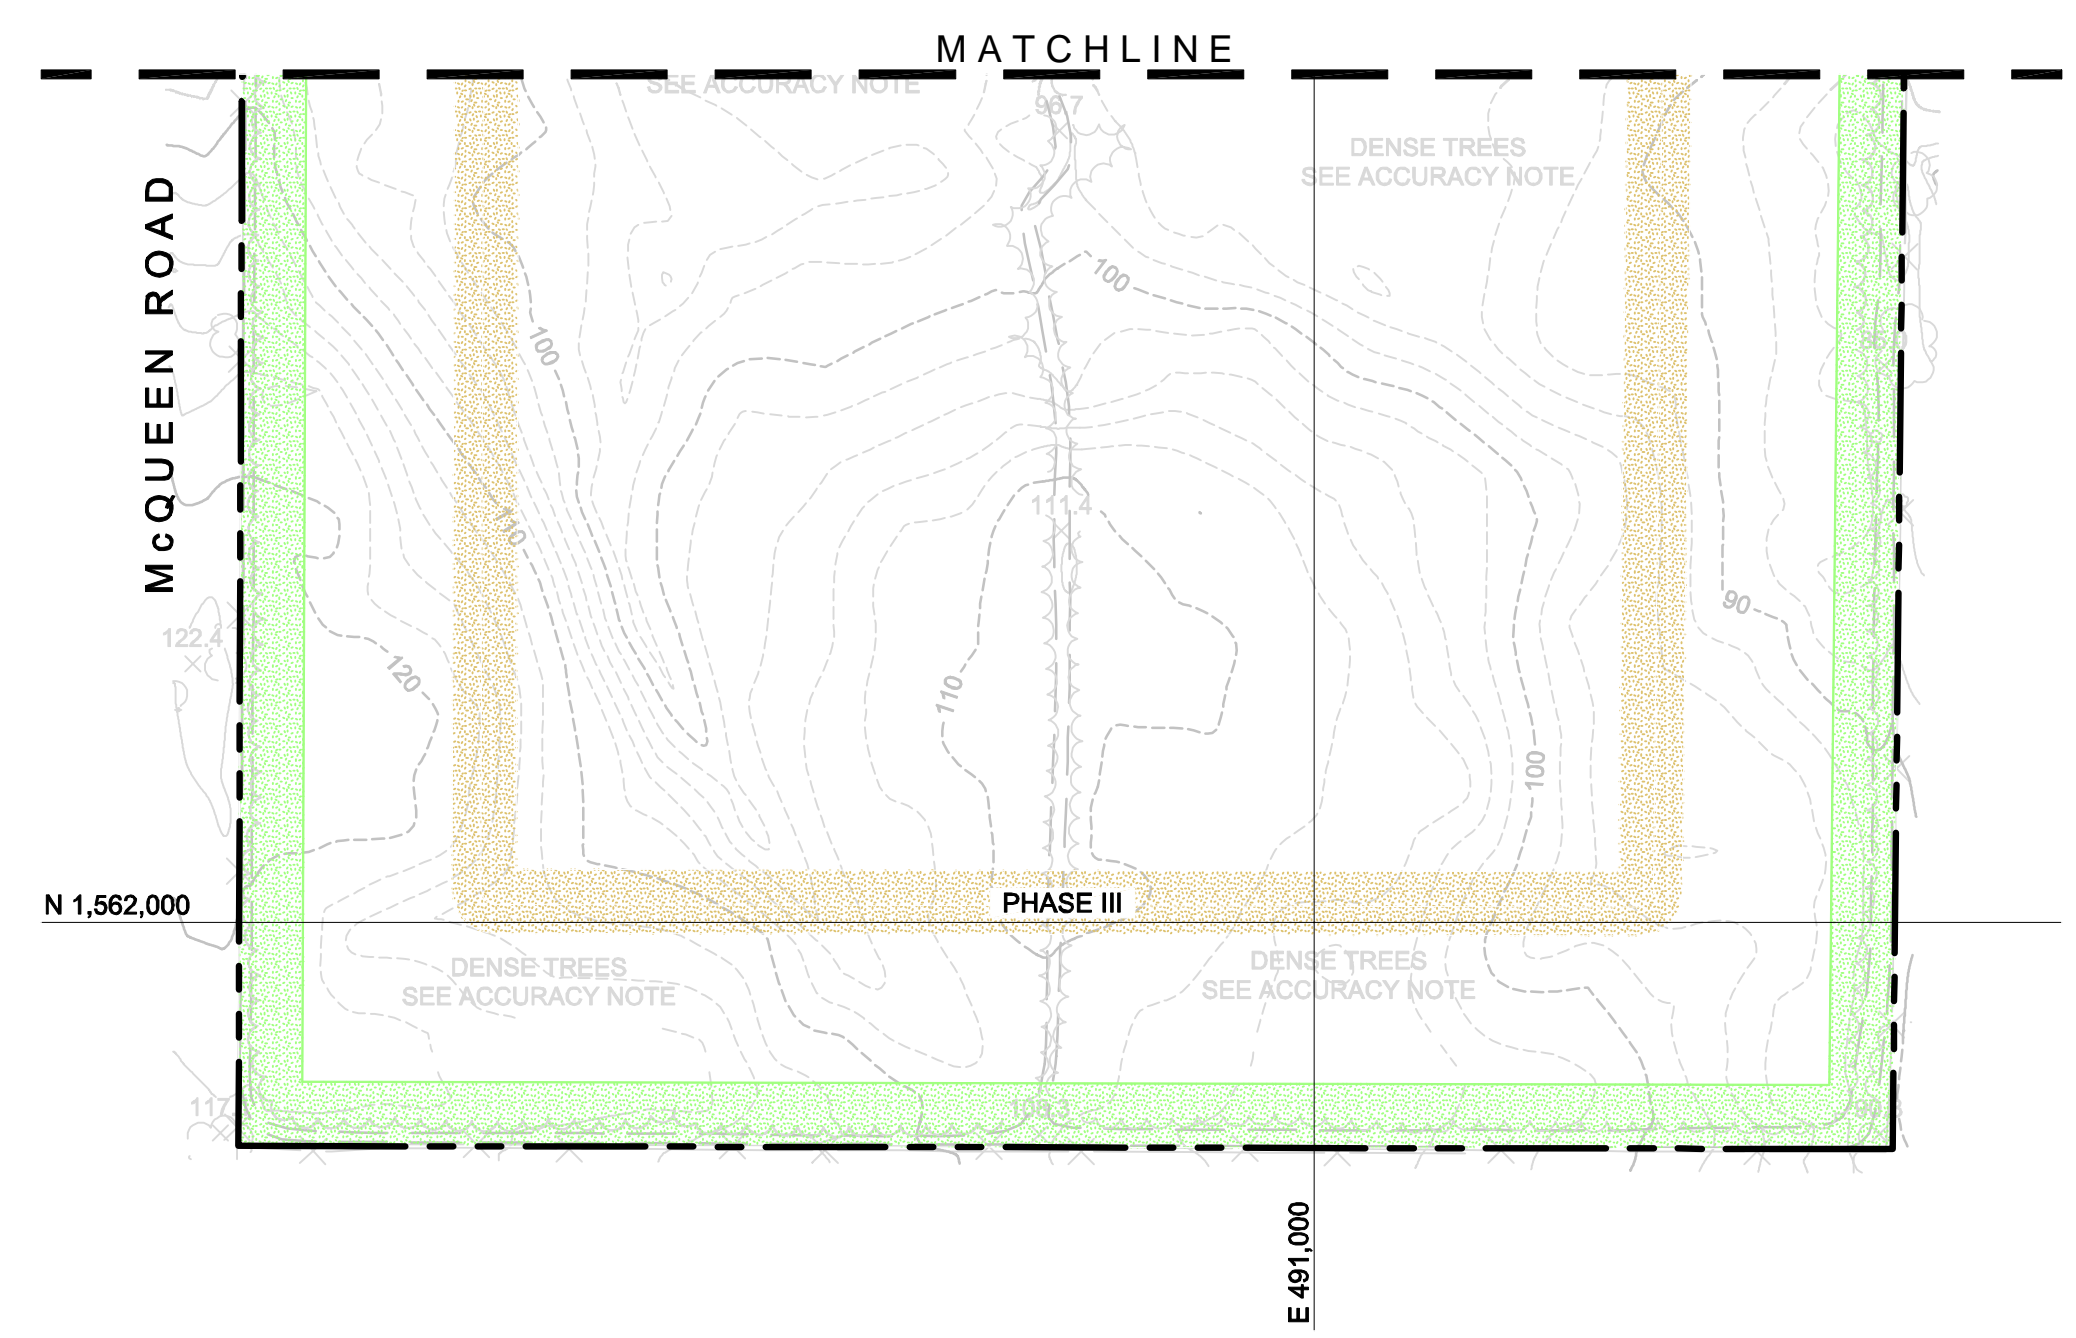 MATCHLINE
SEE ACCURACY NOTE
96.7
DENSE TREES
SEE ACCURACY NOTE
McQUEEN ROAD
100
100
111.4
110
90
122.4
120
110
100
PHASE III
N 1,562,000
DENSE TREES
SEE ACCURACY NOTE
DENSE TREES
SEE ACCURACY NOTE
117
E 491,000